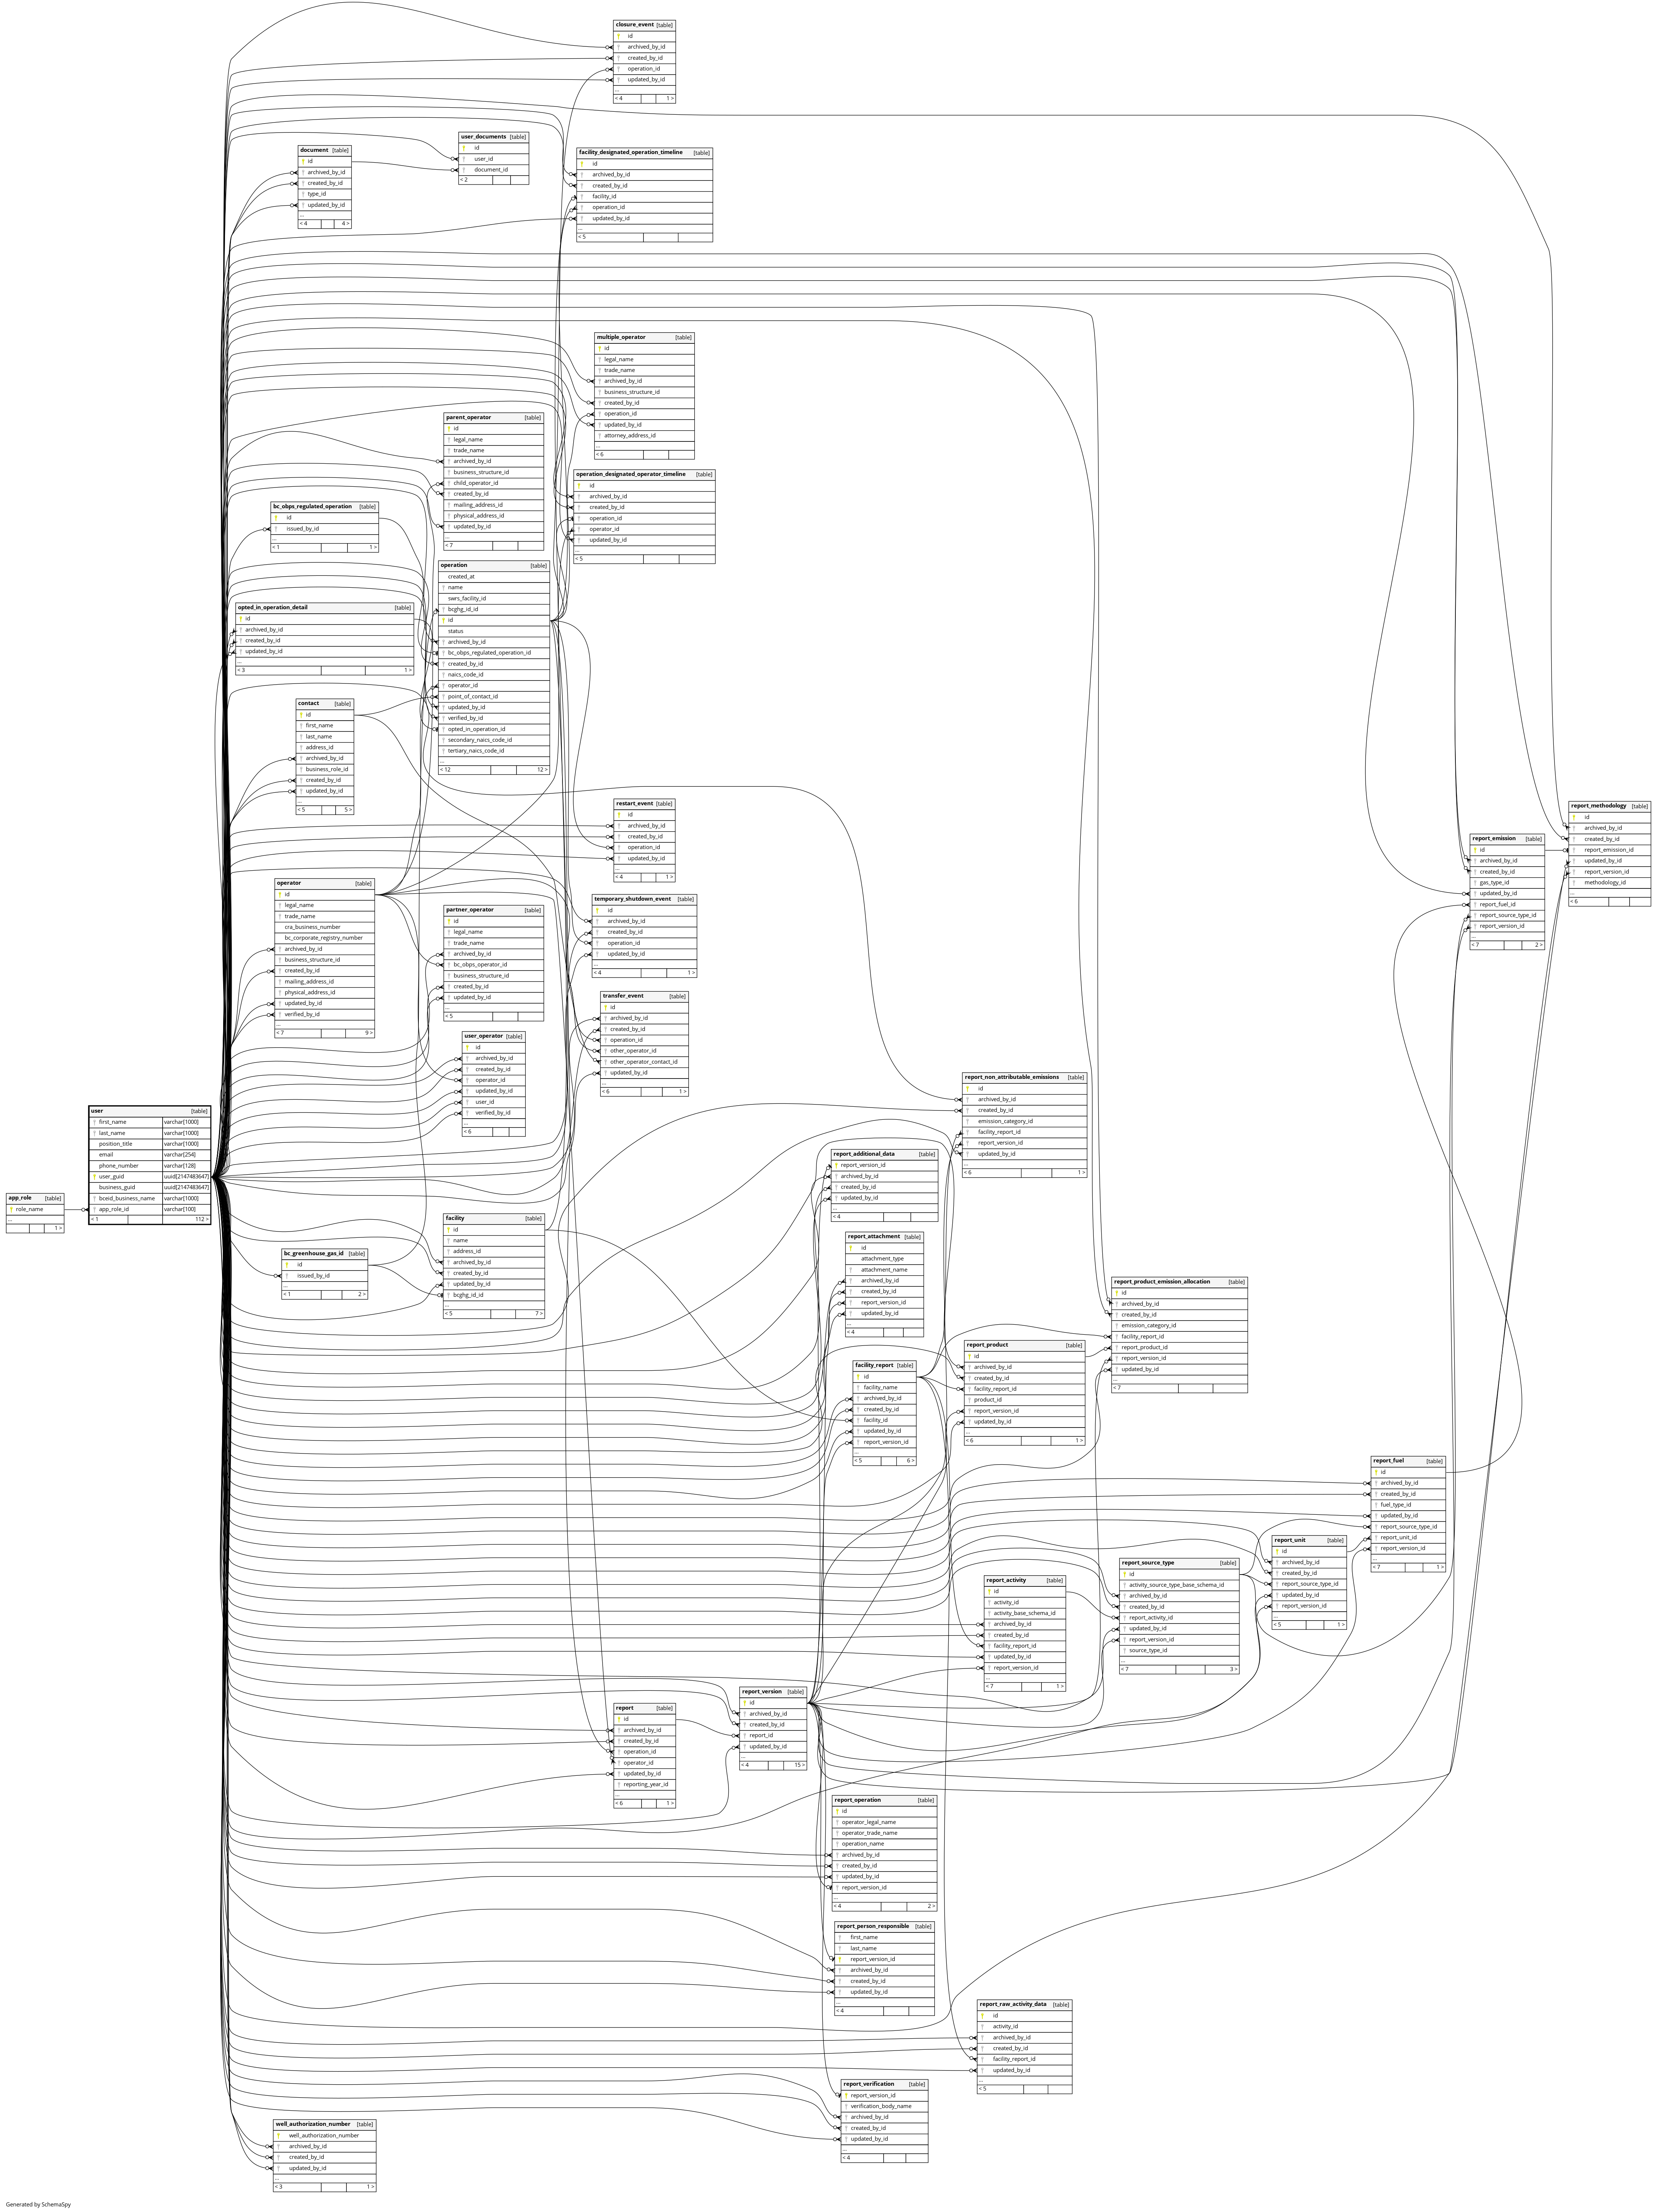 closure_event [table]
id
archived_by_id
created_by_id
operation_id
updated_by_id
...
< 4 1 >
user_documents [table]
id
user_id
document_id
< 2
document [table]
id
archived_by_id
created_by_id
type_id
updated_by_id
...
< 4 4 >
facility_designated_operation_timeline [table]
id
archived_by_id
created_by_id
facility_id
operation_id
updated_by_id
...
< 5
multiple_operator [table]
id
legal_name
trade_name
archived_by_id
business_structure_id
created_by_id
operation_id
updated_by_id
attorney_address_id
...
< 6
parent_operator [table]
id
legal_name
trade_name
archived_by_id
business_structure_id
child_operator_id
created_by_id
mailing_address_id
physical_address_id
updated_by_id
...
< 7
operation_designated_operator_timeline [table]
id
archived_by_id
created_by_id
operation_id
operator_id
updated_by_id
...
< 5
bc_obps_regulated_operation [table]
id
issued_by_id
...
< 1 1 >
operation [table]
created_at
name
swrs_facility_id
bcghg_id_id
id
status
archived_by_id
bc_obps_regulated_operation_id
created_by_id
naics_code_id
operator_id
point_of_contact_id
updated_by_id
verified_by_id
opted_in_operation_id
secondary_naics_code_id
tertiary_naics_code_id
...
< 12 12 >
opted_in_operation_detail [table]
id
archived_by_id
created_by_id
updated_by_id
...
< 3 1 >
contact [table]
id
first_name
last_name
address_id
archived_by_id
business_role_id
created_by_id
updated_by_id
...
< 5 5 >
restart_event [table]
id
archived_by_id
created_by_id
operation_id
updated_by_id
...
< 4 1 >
report_methodology [table]
id
archived_by_id
created_by_id
report_emission_id
updated_by_id
report_version_id
methodology_id
...
< 6
report_emission [table]
id
archived_by_id
created_by_id
gas_type_id
updated_by_id
report_fuel_id
report_source_type_id
report_version_id
...
< 7 2 >
operator [table]
id
legal_name
trade_name
cra_business_number
bc_corporate_registry_number
archived_by_id
business_structure_id
created_by_id
mailing_address_id
physical_address_id
updated_by_id
verified_by_id
...
< 7 9 >
temporary_shutdown_event [table]
id
archived_by_id
created_by_id
operation_id
updated_by_id
...
< 4 1 >
partner_operator [table]
id
legal_name
trade_name
archived_by_id
bc_obps_operator_id
business_structure_id
created_by_id
updated_by_id
...
< 5
transfer_event [table]
id
archived_by_id
created_by_id
operation_id
other_operator_id
other_operator_contact_id
updated_by_id
...
< 6 1 >
user_operator [table]
id
archived_by_id
created_by_id
operator_id
updated_by_id
user_id
verified_by_id
...
< 6
report_non_attributable_emissions [table]
id
archived_by_id
created_by_id
emission_category_id
facility_report_id
report_version_id
updated_by_id
...
< 6 1 >
user [table]
first_name varchar[1000]
last_name varchar[1000]
position_title varchar[1000]
email varchar[254]
phone_number varchar[128]
user_guid uuid[2147483647]
business_guid uuid[2147483647]
bceid_business_name varchar[1000]
app_role_id varchar[100]
< 1 112 >
app_role [table]
role_name
...
1 >
report_additional_data [table]
report_version_id
archived_by_id
created_by_id
updated_by_id
...
< 4
facility [table]
id
name
address_id
archived_by_id
created_by_id
updated_by_id
bcghg_id_id
...
< 5 7 >
bc_greenhouse_gas_id [table]
id
issued_by_id
...
< 1 2 >
report_attachment [table]
id
attachment_type
attachment_name
archived_by_id
created_by_id
report_version_id
updated_by_id
...
< 4
report_product_emission_allocation [table]
id
archived_by_id
created_by_id
emission_category_id
facility_report_id
report_product_id
report_version_id
updated_by_id
...
< 7
report_product [table]
id
archived_by_id
created_by_id
facility_report_id
product_id
report_version_id
updated_by_id
...
< 6 1 >
facility_report [table]
id
facility_name
archived_by_id
created_by_id
facility_id
updated_by_id
report_version_id
...
< 5 6 >
report_fuel [table]
id
archived_by_id
created_by_id
fuel_type_id
updated_by_id
report_source_type_id
report_unit_id
report_version_id
...
< 7 1 >
report_unit [table]
id
archived_by_id
created_by_id
report_source_type_id
updated_by_id
report_version_id
...
< 5 1 >
report_source_type [table]
id
activity_source_type_base_schema_id
archived_by_id
created_by_id
report_activity_id
updated_by_id
report_version_id
source_type_id
...
< 7 3 >
report_activity [table]
id
activity_id
activity_base_schema_id
archived_by_id
created_by_id
facility_report_id
updated_by_id
report_version_id
...
< 7 1 >
report_version [table]
id
archived_by_id
created_by_id
report_id
updated_by_id
...
< 4 15 >
report [table]
id
archived_by_id
created_by_id
operation_id
operator_id
updated_by_id
reporting_year_id
...
< 6 1 >
report_operation [table]
id
operator_legal_name
operator_trade_name
operation_name
archived_by_id
created_by_id
updated_by_id
report_version_id
...
< 4 2 >
report_person_responsible [table]
first_name
last_name
report_version_id
archived_by_id
created_by_id
updated_by_id
...
< 4
report_raw_activity_data [table]
id
activity_id
archived_by_id
created_by_id
facility_report_id
updated_by_id
...
< 5
report_verification [table]
report_version_id
verification_body_name
archived_by_id
created_by_id
updated_by_id
...
< 4
well_authorization_number [table]
well_authorization_number
archived_by_id
created_by_id
updated_by_id
...
< 3 1 >
Generated by SchemaSpy